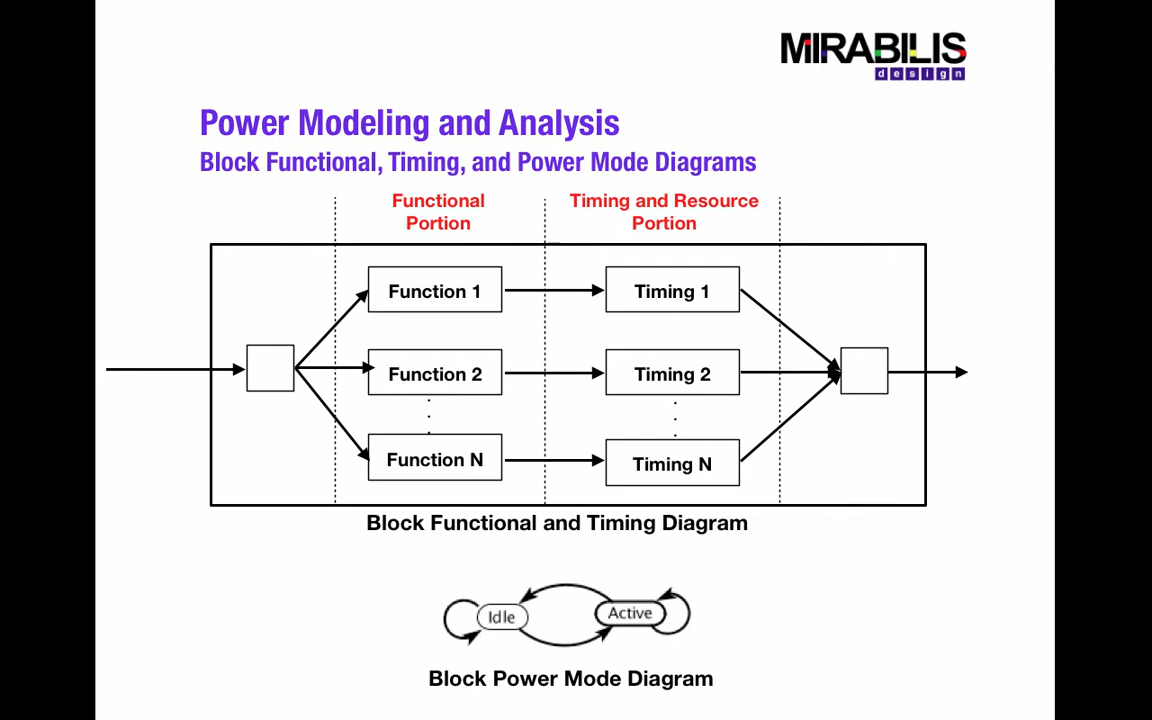 MIRABILIS
design
Power Modeling and Analysis
Block Functional, Timing, and Power Mode Diagrams
Functional
Portion
Timing and Resource
Portion
Function 1
Timing 1
Function 2
Timing 2
Function N
Timing N
Block Functional and Timing Diagram
Idle
Active
Block Power Mode Diagram